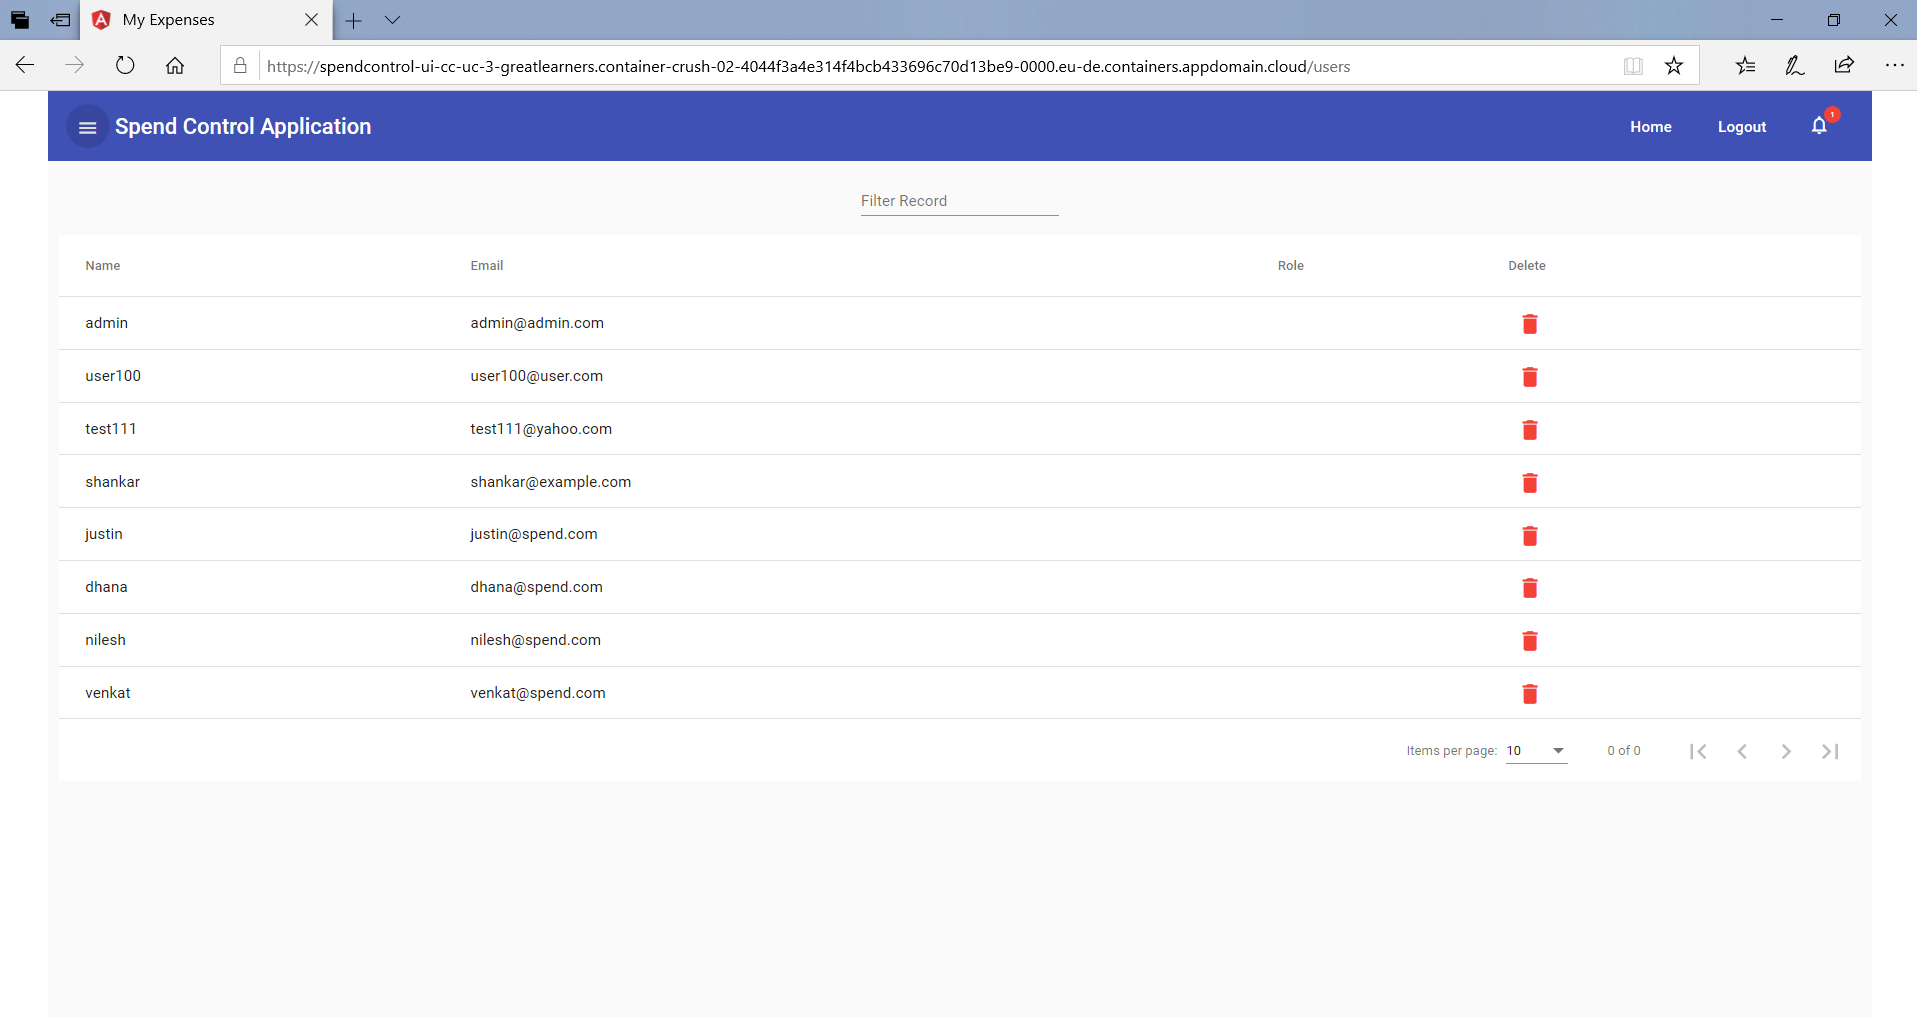 My Expenses
https://spendcontrol-ui-cc-uc-3-greatlearners.container-crush-02-4044f3a4e314f4bcb433696c70d13be9-0000.eu-de.containers.appdomain.cloud/users
Spend Control Application Home Logout 1
Filter Record
Name Email Role Delete
admin admin@admin.com
user100 user100@user.com
test111 test111@yahoo.com
shankar shankar@example.com
justin justin@spend.com
dhana dhana@spend.com
nilesh nilesh@spend.com
venkat venkat@spend.com
Items per page: 10 0 of 0